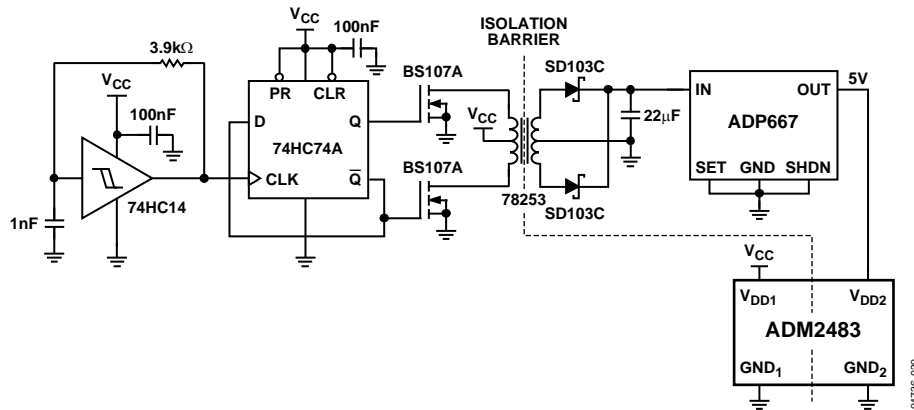 ISOLATION
BARRIER
3.9kΩ
VCC
100nF
VCC
100nF
PR
CLR
D
Q
74HC74A
CLK
Q̅
74HC14
1nF
BS107A
VCC
BS107A
78253
SD103C
SD103C
22μF
IN
OUT
5V
ADP667
SET
GND
SHDN
VCC
VDD1
VDD2
ADM2483
GND1
GND2